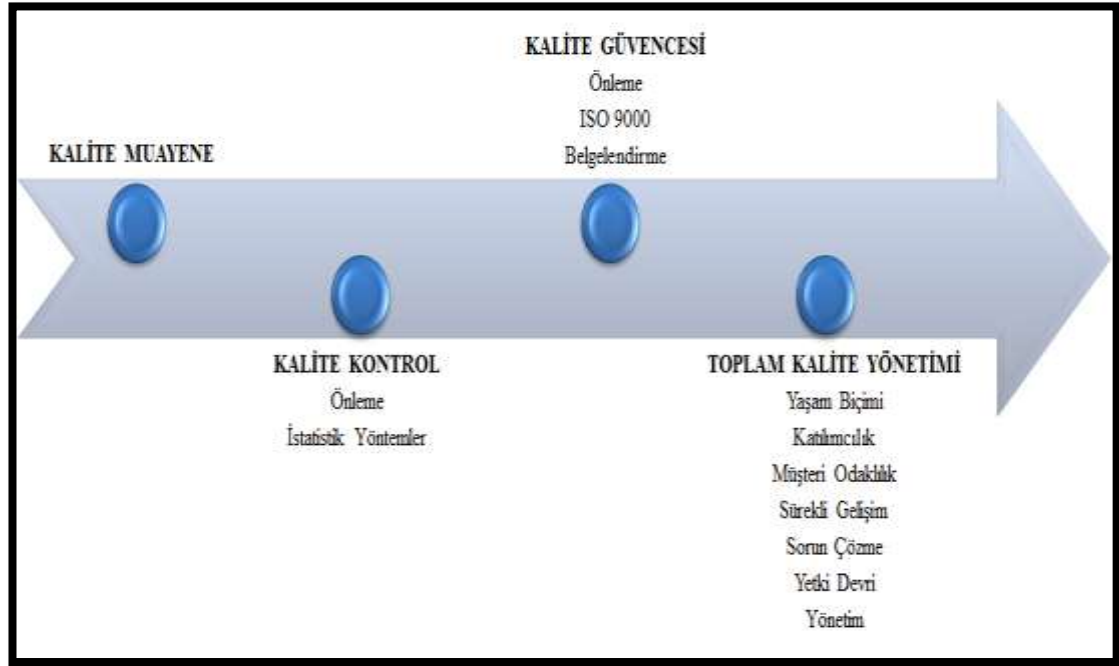 KALİTE MUAYENE
KALİTE KONTROL
Önleme
İstatistik Yöntemler
KALİTE GÜVENCESİ
Önleme
ISO 9000
Belgelendirme
TOPLAM KALİTE YÖNETİMİ
Yaşam Biçimi
Katılımcılık
Müşteri Odaklılık
Sürekli Gelişim
Sorun Çözme
Yetki Devri
Yönetim